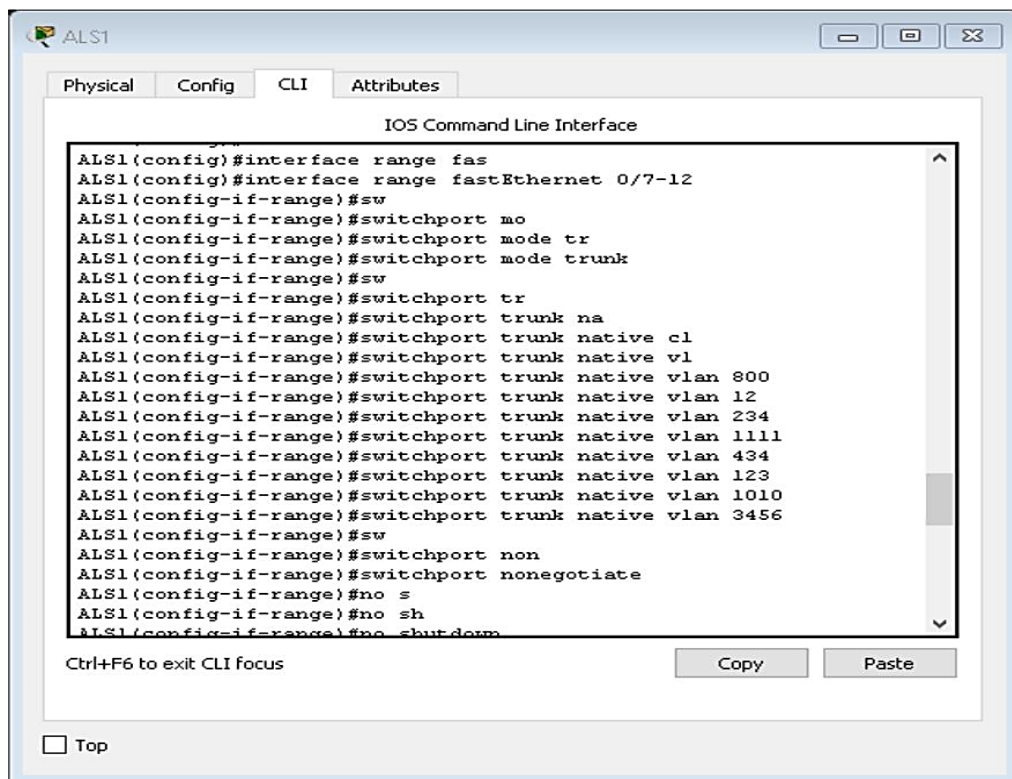 ALS1
Physical Config CLI Attributes
IOS Command Line Interface
ALS1(config)#interface range fas
ALS1(config)#interface range fastEthernet 0/7-12
ALS1(config-if-range)#sw
ALS1(config-if-range)#switchport mo
ALS1(config-if-range)#switchport mode tr
ALS1(config-if-range)#switchport mode trunk
ALS1(config-if-range)#sw
ALS1(config-if-range)#switchport tr
ALS1(config-if-range)#switchport trunk na
ALS1(config-if-range)#switchport trunk native cl
ALS1(config-if-range)#switchport trunk native vl
ALS1(config-if-range)#switchport trunk native vlan 800
ALS1(config-if-range)#switchport trunk native vlan 12
ALS1(config-if-range)#switchport trunk native vlan 234
ALS1(config-if-range)#switchport trunk native vlan 1111
ALS1(config-if-range)#switchport trunk native vlan 434
ALS1(config-if-range)#switchport trunk native vlan 123
ALS1(config-if-range)#switchport trunk native vlan 1010
ALS1(config-if-range)#switchport trunk native vlan 3456
ALS1(config-if-range)#sw
ALS1(config-if-range)#switchport non
ALS1(config-if-range)#switchport nonegotiate
ALS1(config-if-range)#no s
ALS1(config-if-range)#no sh
ALS1(config-if-range)#no shutdown
Ctrl+F6 to exit CLI focus
Copy Paste
Top